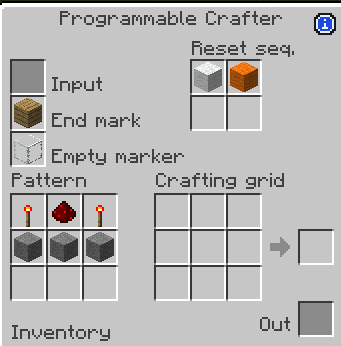 Programmable Crafter
i
Reset seq.
Input
End mark
Empty marker
Pattern
Crafting grid
Out
Inventory